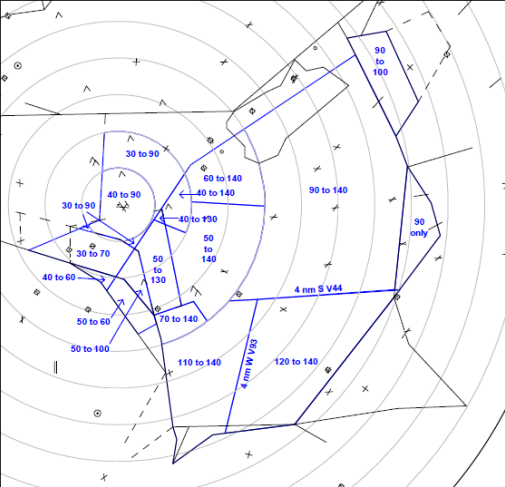 90
to
100
30 to 90
60 to 140
40 to 90
40 to 140
90 to 140
30 to 90
40 to 130
90
only
50
to
140
30 to 70
50
to
130
40 to 60
4 nm S V44
50 to 60
70 to 140
50 to 100
110 to 140
4 nm W V93
120 to 140